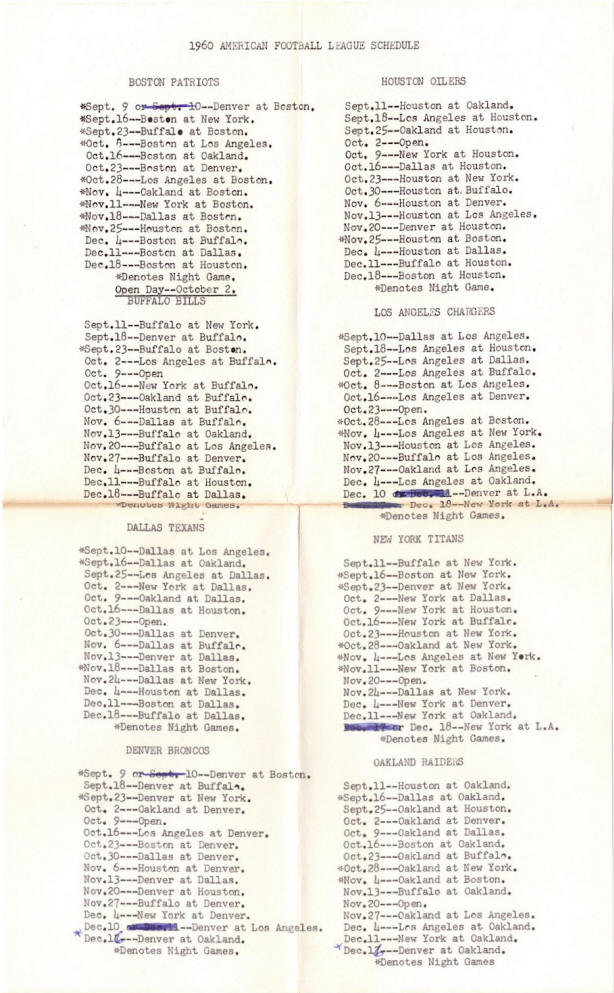 1960 AMERICAN FOOTBALL LEAGUE SCHEDULE
BOSTON PATRIOTS
*Sept. 9 or Sept. 10--Denver at Boston.
*Sept.16--Boston at New York.
*Sept.23--Buffalo at Boston.
*Oct. 8---Boston at Los Angeles.
Oct.16---Boston at Oakland.
Oct.23---Boston at Denver.
*Oct.28---Los Angeles at Boston.
*Nov. 4---Oakland at Boston.
*Nov.11---New York at Boston.
*Nov.18---Dallas at Boston.
*Nov.25---Houston at Boston.
Dec. 4---Boston at Buffalo.
Dec.11---Boston at Dallas.
Dec.18---Boston at Houston.
*Denotes Night Game.
Open Day--October 2.
BUFFALO BILLS
Sept.11--Buffalo at New York.
Sept.18--Denver at Buffalo.
*Sept.23--Buffalo at Boston.
Oct. 2---Los Angeles at Buffalo.
Oct. 9---Open
Oct.16---New York at Buffalo.
Oct.23---Oakland at Buffalo.
Oct.30---Houston at Buffalo.
Nov. 6---Dallas at Buffalo.
Nov.13---Buffalo at Oakland.
Nov.20---Buffalo at Los Angeles.
Nov.27---Buffalo at Denver.
Dec. 4---Boston at Buffalo.
Dec.11---Buffalo at Houston.
Dec.18---Buffalo at Dallas.
*Denotes Night Game.
DALLAS TEXANS
*Sept.10--Dallas at Los Angeles.
*Sept.16--Dallas at Oakland.
Sept.25--Los Angeles at Dallas.
Oct. 2---New York at Dallas.
Oct. 9---Oakland at Dallas.
Oct.16---Dallas at Houston.
Oct.23---Open.
Oct.30---Dallas at Denver.
Nov. 6---Dallas at Buffalo.
Nov.13---Denver at Dallas.
*Nov.18---Dallas at Boston.
Nov.24---Dallas at New York.
Dec. 4---Houston at Dallas.
Dec.11---Boston at Dallas.
Dec.18---Buffalo at Dallas.
*Denotes Night Games.
DENVER BRONCOS
*Sept. 9 or Sept. 10--Denver at Boston.
Sept.18--Denver at Buffalo.
*Sept.23--Denver at New York.
Oct. 2---Oakland at Denver.
Oct. 9---Open.
Oct.16---Los Angeles at Denver.
Oct.23---Boston at Denver.
Oct.30---Dallas at Denver.
Nov. 6---Houston at Denver.
Nov.13---Denver at Dallas.
Nov.20---Denver at Houston.
Nov.27---Buffalo at Denver.
Dec. 4---New York at Denver.
Dec.10 --Denver at Los Angeles.
* Dec. ---Denver at Oakland.
*Denotes Night Games.
HOUSTON OILERS
Sept.11--Houston at Oakland.
Sept.18--Los Angeles at Houston.
Sept.25--Oakland at Houston.
Oct. 2---Open.
Oct. 9---New York at Houston.
Oct.16---Dallas at Houston.
Oct.23---Houston at New York.
Oct.30---Houston at Buffalo.
Nov. 6---Houston at Denver.
Nov.13---Houston at Los Angeles.
Nov.20---Denver at Houston.
*Nov.25---Houston at Boston.
Dec. 4---Houston at Dallas.
Dec.11---Buffalo at Houston.
Dec.18---Boston at Houston.
*Denotes Night Game.
LOS ANGELES CHARGERS
*Sept.10--Dallas at Los Angeles.
Sept.18--Los Angeles at Houston.
Sept.25--Los Angeles at Dallas.
Oct. 2---Los Angeles at Buffalo.
*Oct. 8---Boston at Los Angeles.
Oct.16---Los Angeles at Denver.
Oct.23---Open.
*Oct.28---Los Angeles at Boston.
*Nov. 4---Los Angeles at New York.
Nov.13---Houston at Los Angeles.
Nov.20---Buffalo at Los Angeles.
Nov.27---Oakland at Los Angeles.
Dec. 4---Los Angeles at Oakland.
Dec. 10 --Denver at L.A.
Dec. 18--New York at L.A.
*Denotes Night Games.
NEW YORK TITANS
Sept.11--Buffalo at New York.
*Sept.16--Boston at New York.
*Sept.23--Denver at New York.
Oct. 2---New York at Dallas.
Oct. 9---New York at Houston.
Oct.16---New York at Buffalo.
Oct.23---Houston at New York.
*Oct.28---Oakland at New York.
*Nov. 4---Los Angeles at New York.
*Nov.11---New York at Boston.
Nov.20---Open.
Nov.24---Dallas at New York.
Dec. 4---New York at Denver.
Dec.11---New York at Oakland.
Dec. 17 or Dec. 18--New York at L.A.
*Denotes Night Games.
OAKLAND RAIDERS
Sept.11--Houston at Oakland.
*Sept.16--Dallas at Oakland.
Sept.25--Oakland at Houston.
Oct. 2---Oakland at Denver.
Oct. 9---Oakland at Dallas.
Oct.16---Boston at Oakland.
Oct.23---Oakland at Buffalo.
*Oct.28---Oakland at New York.
*Nov. 4---Oakland at Boston.
Nov.13---Buffalo at Oakland.
Nov.20---Open.
Nov.27---Oakland at Los Angeles.
Dec. 4---Los Angeles at Oakland.
Dec.11---New York at Oakland.
* Dec. --Denver at Oakland.
*Denotes Night Games